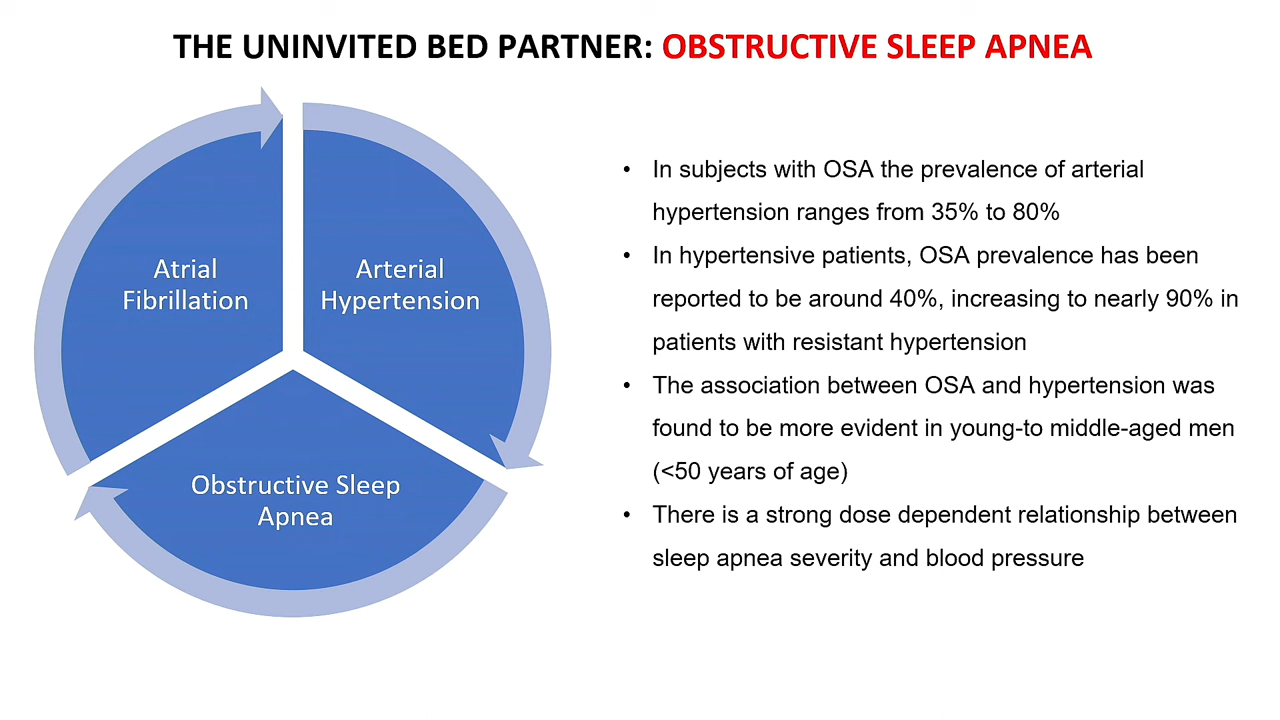 THE UNINVITED BED PARTNER: OBSTRUCTIVE SLEEP APNEA
Atrial
Fibrillation
Arterial
Hypertension
Obstructive Sleep
Apnea
• In subjects with OSA the prevalence of arterial
hypertension ranges from 35% to 80%
• In hypertensive patients, OSA prevalence has been
reported to be around 40%, increasing to nearly 90% in
patients with resistant hypertension
• The association between OSA and hypertension was
found to be more evident in young-to middle-aged men
(<50 years of age)
• There is a strong dose dependent relationship between
sleep apnea severity and blood pressure